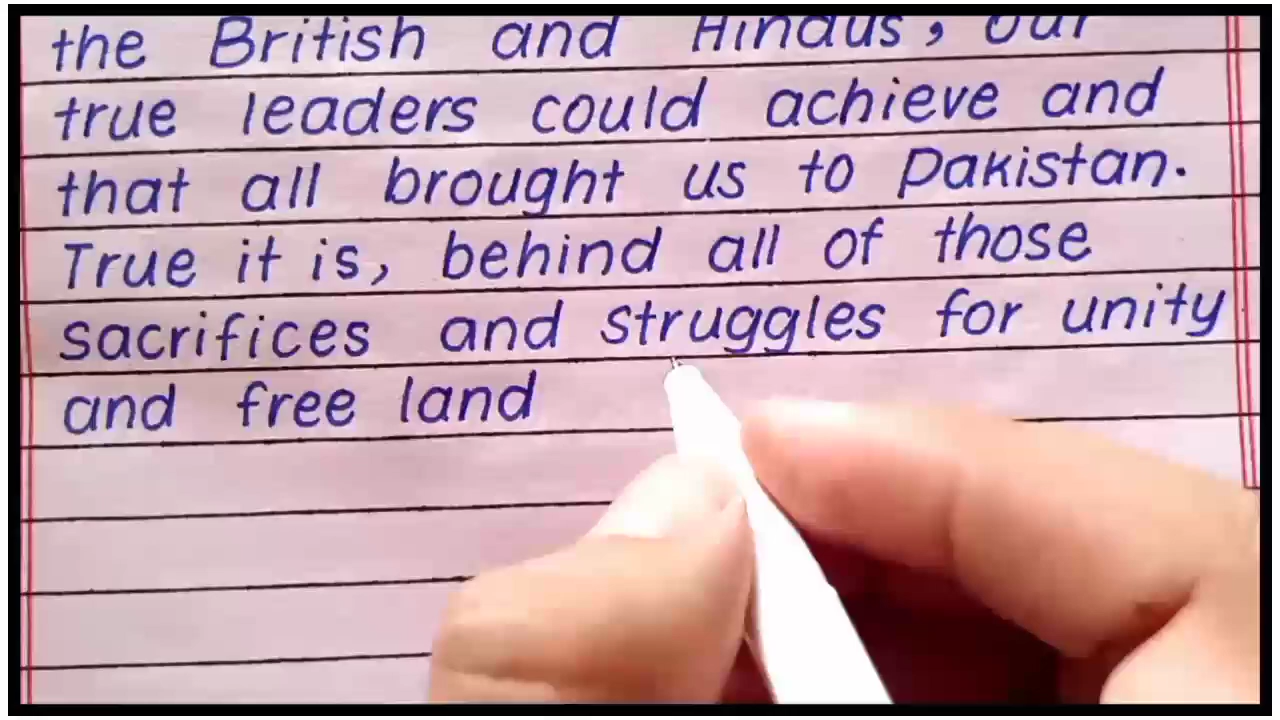 the British and Hindus, our
true leaders could achieve and
that all brought us to Pakistan.
True it is, behind all of those
sacrifices and struggles for unity
and free land